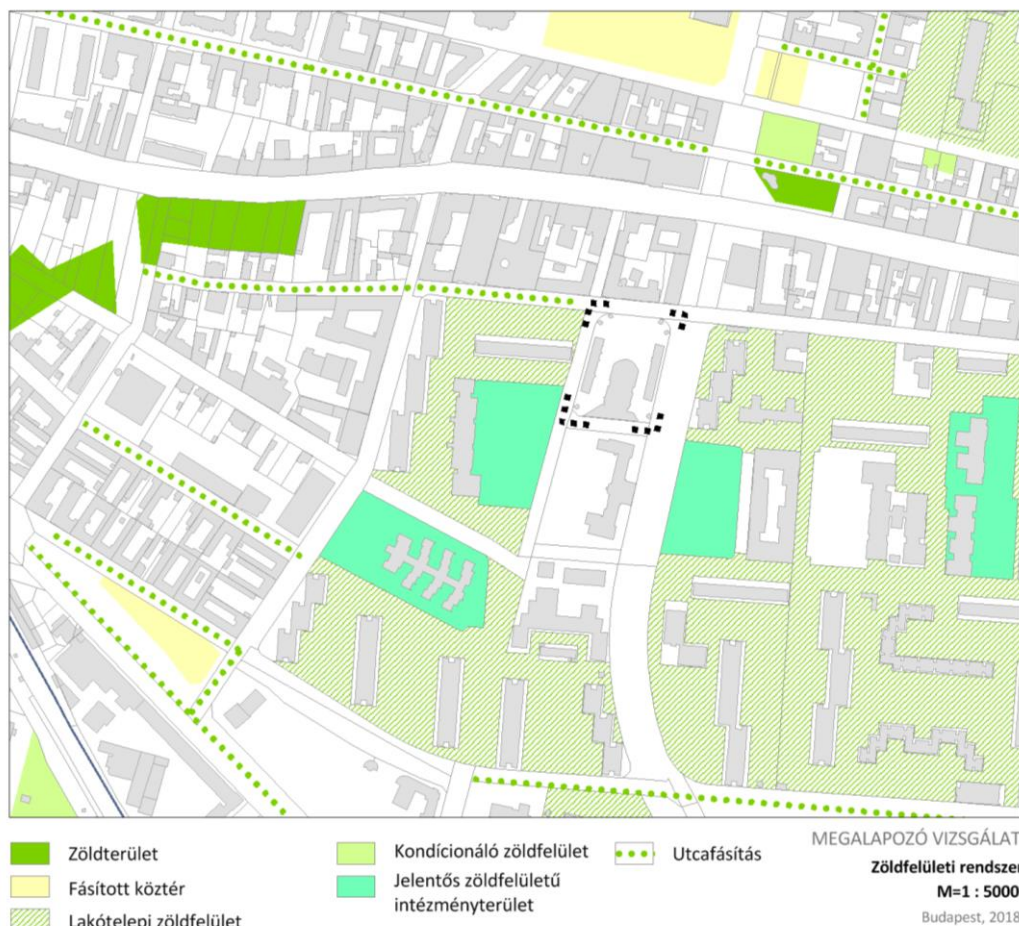 Zöldterület
Fásított köztér
Lakótelepi zöldfelület
Kondícionáló zöldfelület
Jelentős zöldfelületű
intézményterület
Utcafásítás
MEGALAPOZÓ VIZSGÁLAT
Zöldfelületi rendszer
M=1 : 5000
Budapest, 2018